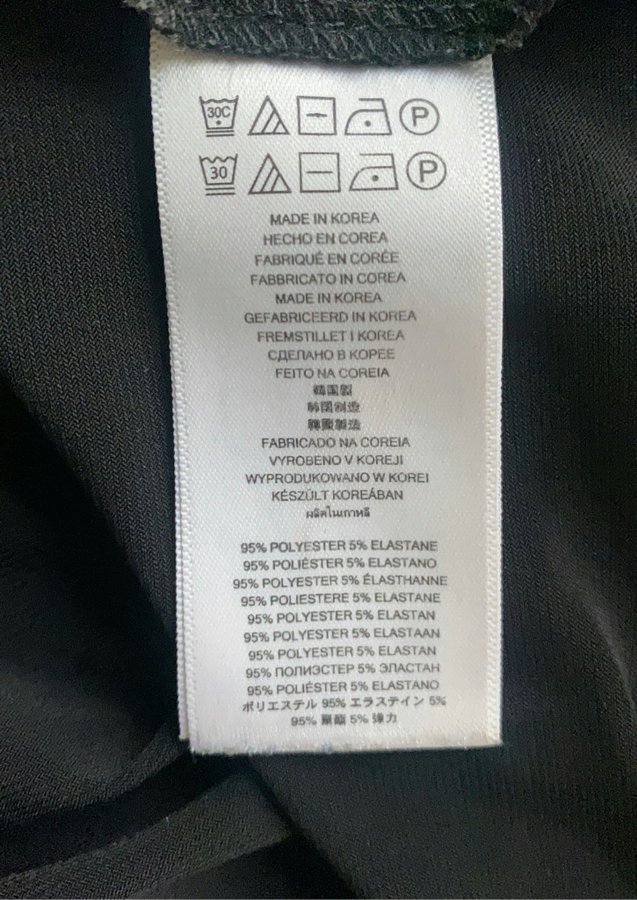 30C P
30 P
MADE IN KOREA
HECHO EN COREA
FABRIQUÉ EN CORÉE
FABBRICATO IN COREA
MADE IN KOREA
GEFABRICEERD IN KOREA
FREMSTILLET I KOREA
СДЕЛАНО В КОРЕЕ
FEITO NA COREIA
韓国製
韩国制造
韓國製造
FABRICADO NA COREIA
VYROBENO V KOREJI
WYPRODUKOWANO W KOREI
KÉSZÜLT KOREÁBAN
ผลิตในเกาหลี
95% POLYESTER 5% ELASTANE
95% POLIÉSTER 5% ELASTANO
95% POLYESTER 5% ÉLASTHANNE
95% POLIESTERE 5% ELASTANE
95% POLYESTER 5% ELASTAN
95% POLYESTER 5% ELASTAAN
95% POLYESTER 5% ELASTAN
95% ПОЛИЭСТЕР 5% ЭЛАСТАН
95% POLIÉSTER 5% ELASTANO
ポリエステル 95% エラステイン 5%
95% 聚酯 5% 弹力